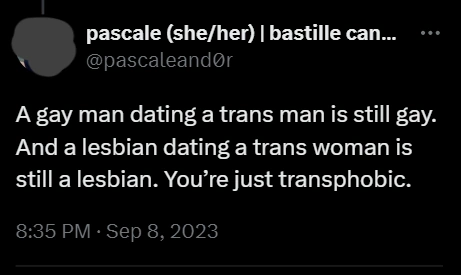 pascale (she/her) | bastille can...
@pascaleand0r
A gay man dating a trans man is still gay.
And a lesbian dating a trans woman is
still a lesbian. You’re just transphobic.
8:35 PM · Sep 8, 2023